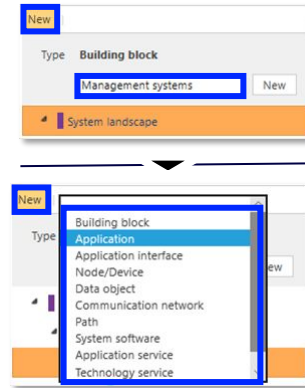 New
Type Building block
Management systems New
System landscape
New
Building block
Application
Type
Application interface
ew
Node/Device
Data object
Communication network
Path
System software
Application service
Technology service